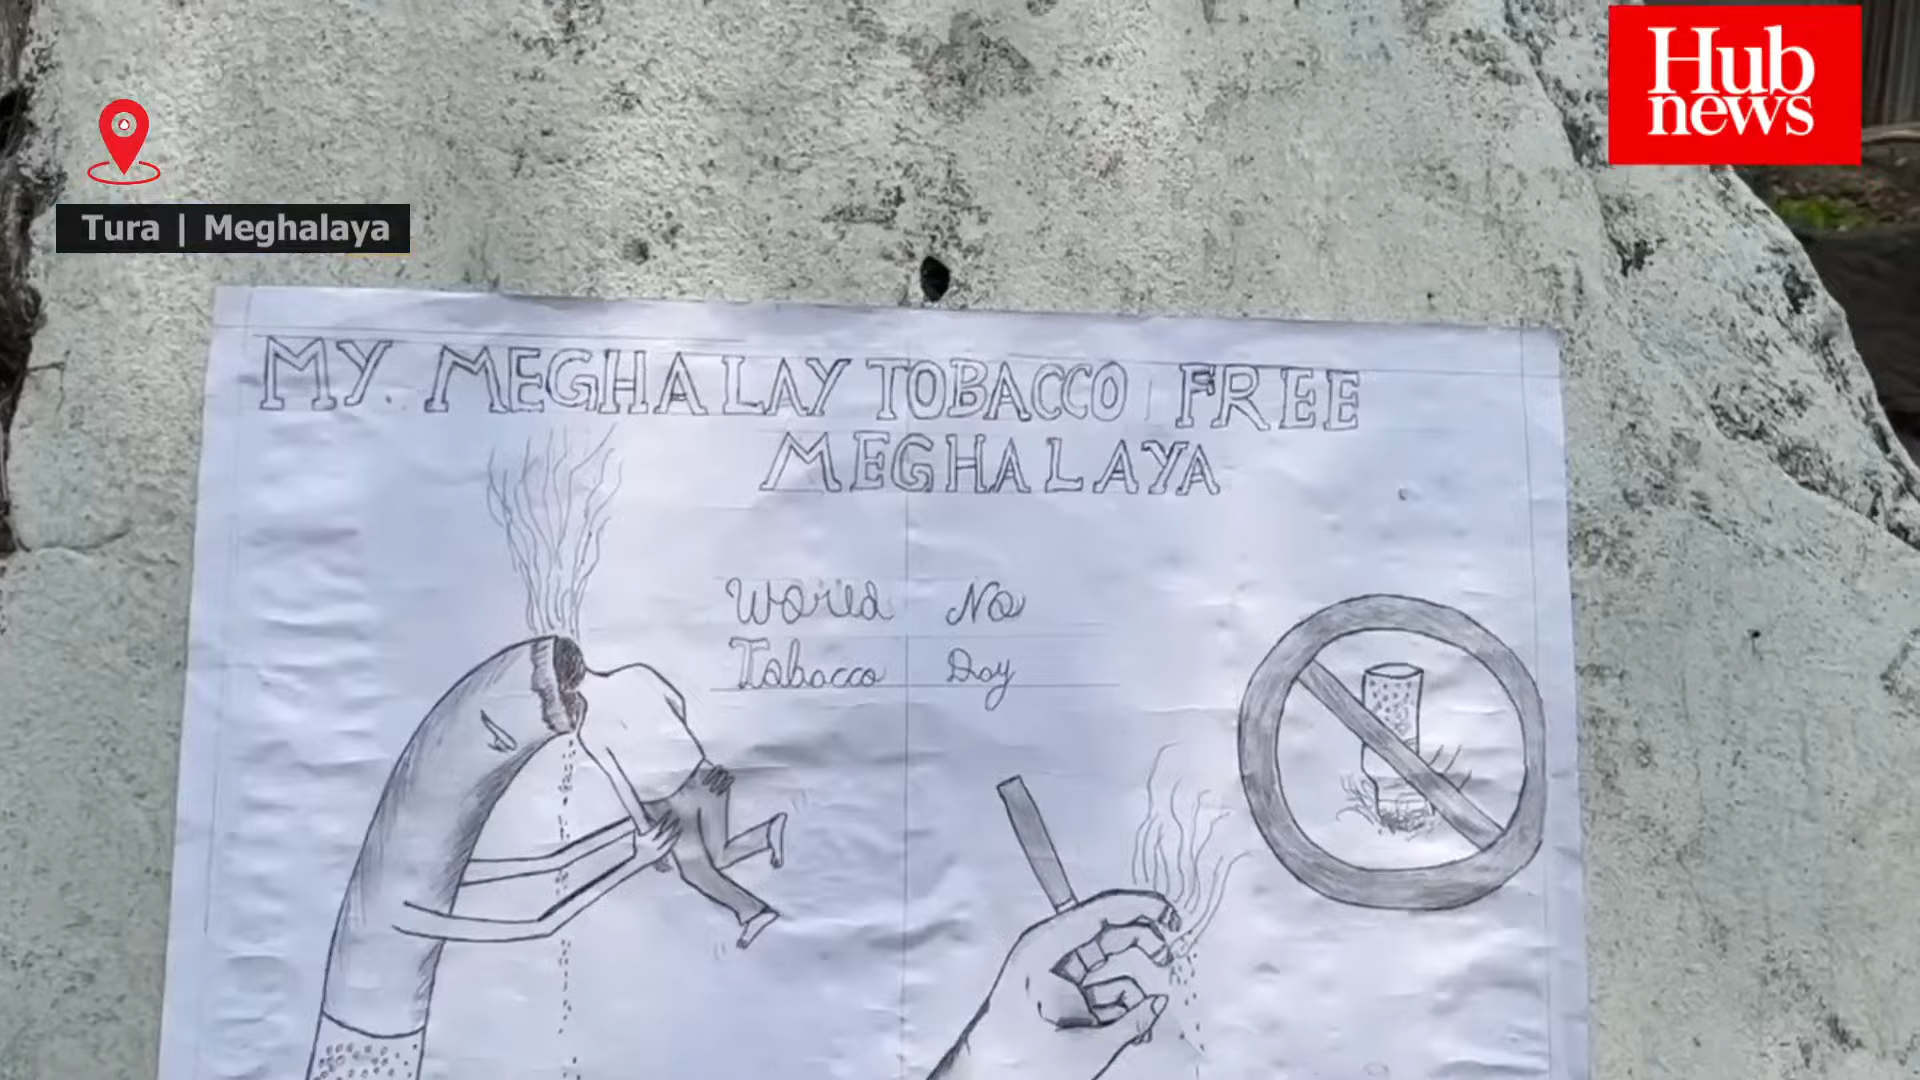 Hub
news
Tura | Meghalaya
MY MEGHALAY TOBACCO FREE
MEGHALAYA
World No
Tobacco Day